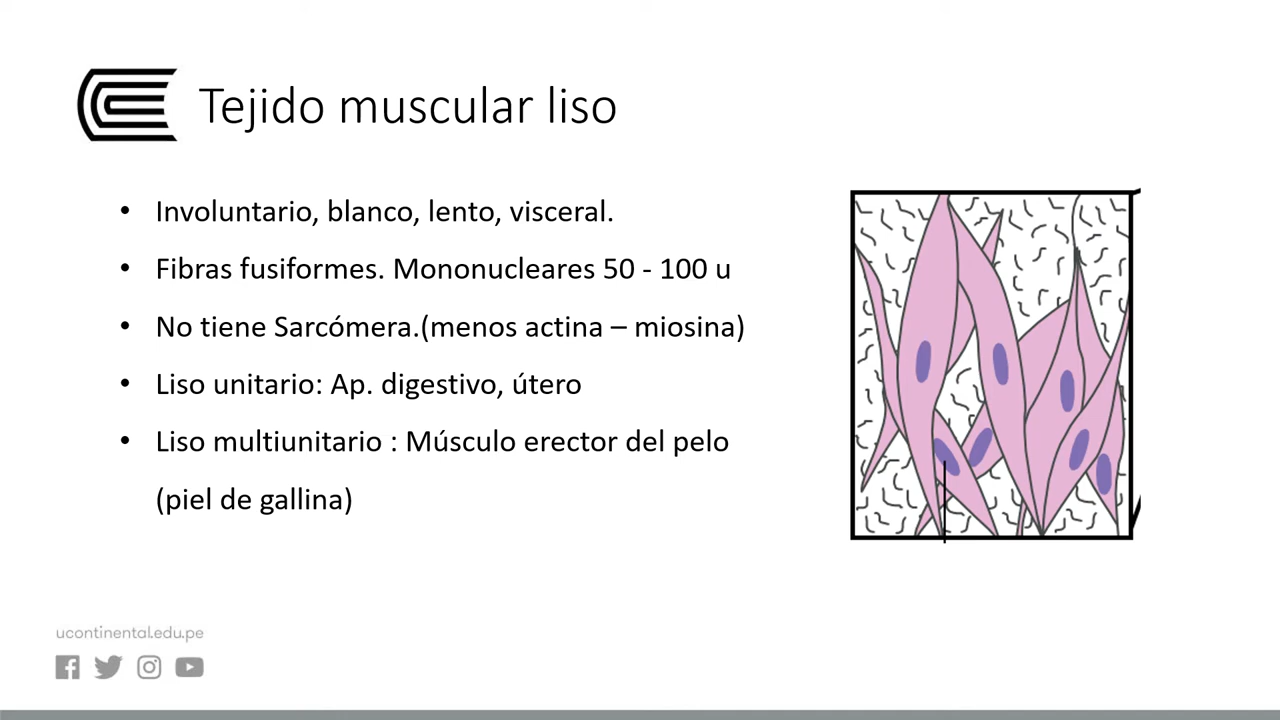 Tejido muscular liso
• Involuntario, blanco, lento, visceral.
• Fibras fusiformes. Mononucleares 50 - 100 u
• No tiene Sarcómera.(menos actina – miosina)
• Liso unitario: Ap. digestivo, útero
• Liso multiunitario : Músculo erector del pelo
(piel de gallina)
ucontinental.edu.pe